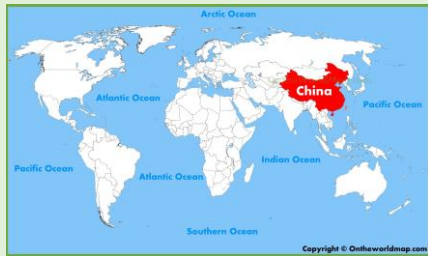 Arctic Ocean
China
Atlantic Ocean
Pacific Ocean
Indian Ocean
Pacific Ocean
Atlantic Ocean
Southern Ocean
Copyright © Ontheworldmap.com